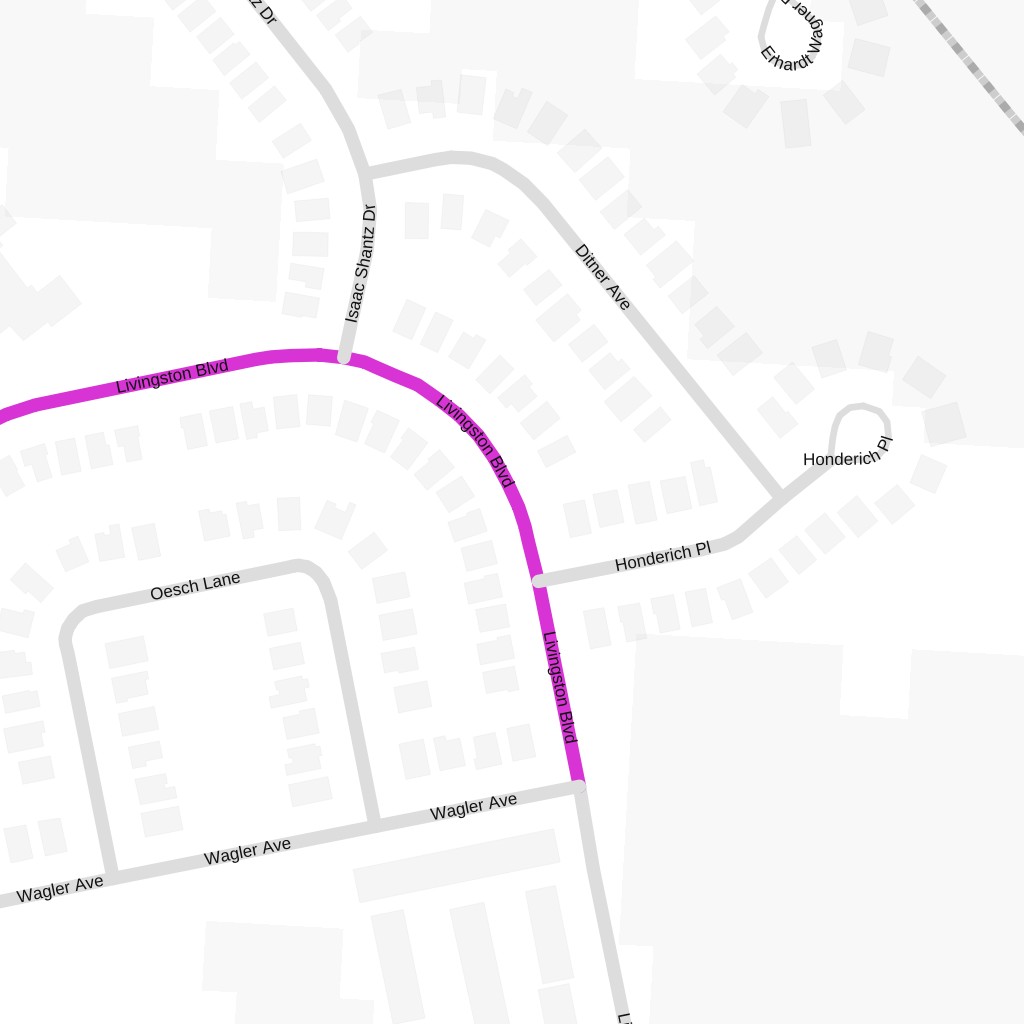 Dr
Erhardt Wagner
Isaac Shantz Dr
Ditner Ave
Livingston Blvd
Livingston Blvd
Honderich Pl
Honderich Pl
Oesch Lane
Livingston Blvd
Wagler Ave
Wagler Ave
Wagler Ave